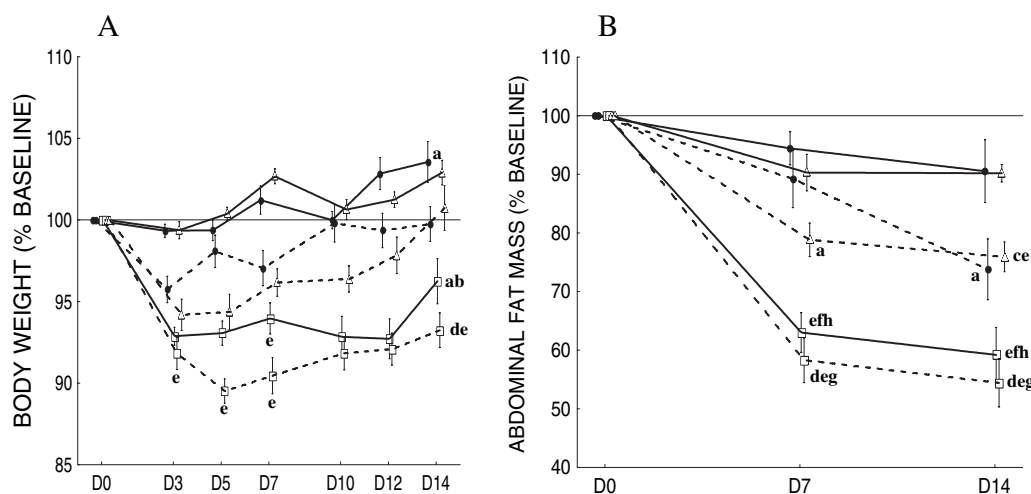 A
BODY WEIGHT (% BASELINE)
110
105
100
95
90
85
a
ab
de
e
e
e
e
D0 D3 D5 D7 D10 D12 D14
B
ABDOMINAL FAT MASS (% BASELINE)
110
100
90
80
70
60
50
40
a
ce
a
efh
efh
deg
deg
D0 D7 D14